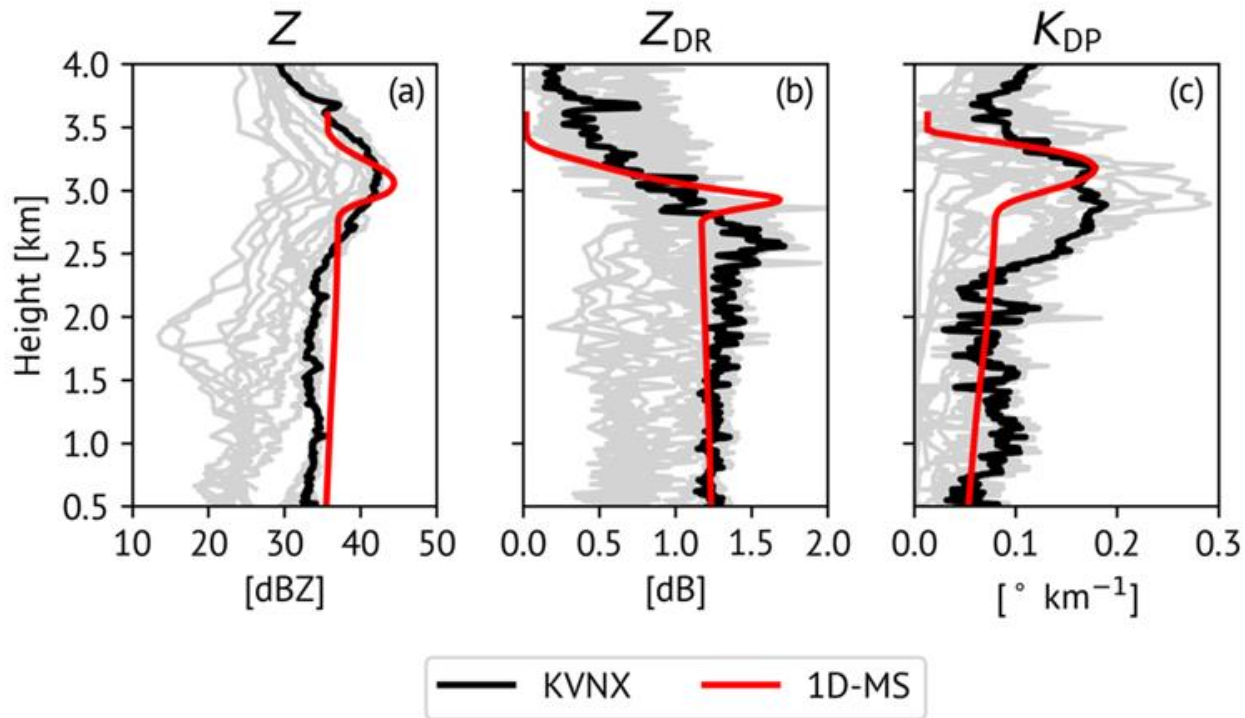 Z
Z_DR
K_DP
(a)
(b)
(c)
Height [km]
4.0
3.5
3.0
2.5
2.0
1.5
1.0
0.5
10 20 30 40 50
0.0 0.5 1.0 1.5 2.0
0.0 0.1 0.2 0.3
[dBZ]
[dB]
[° km⁻¹]
KVNX
1D-MS